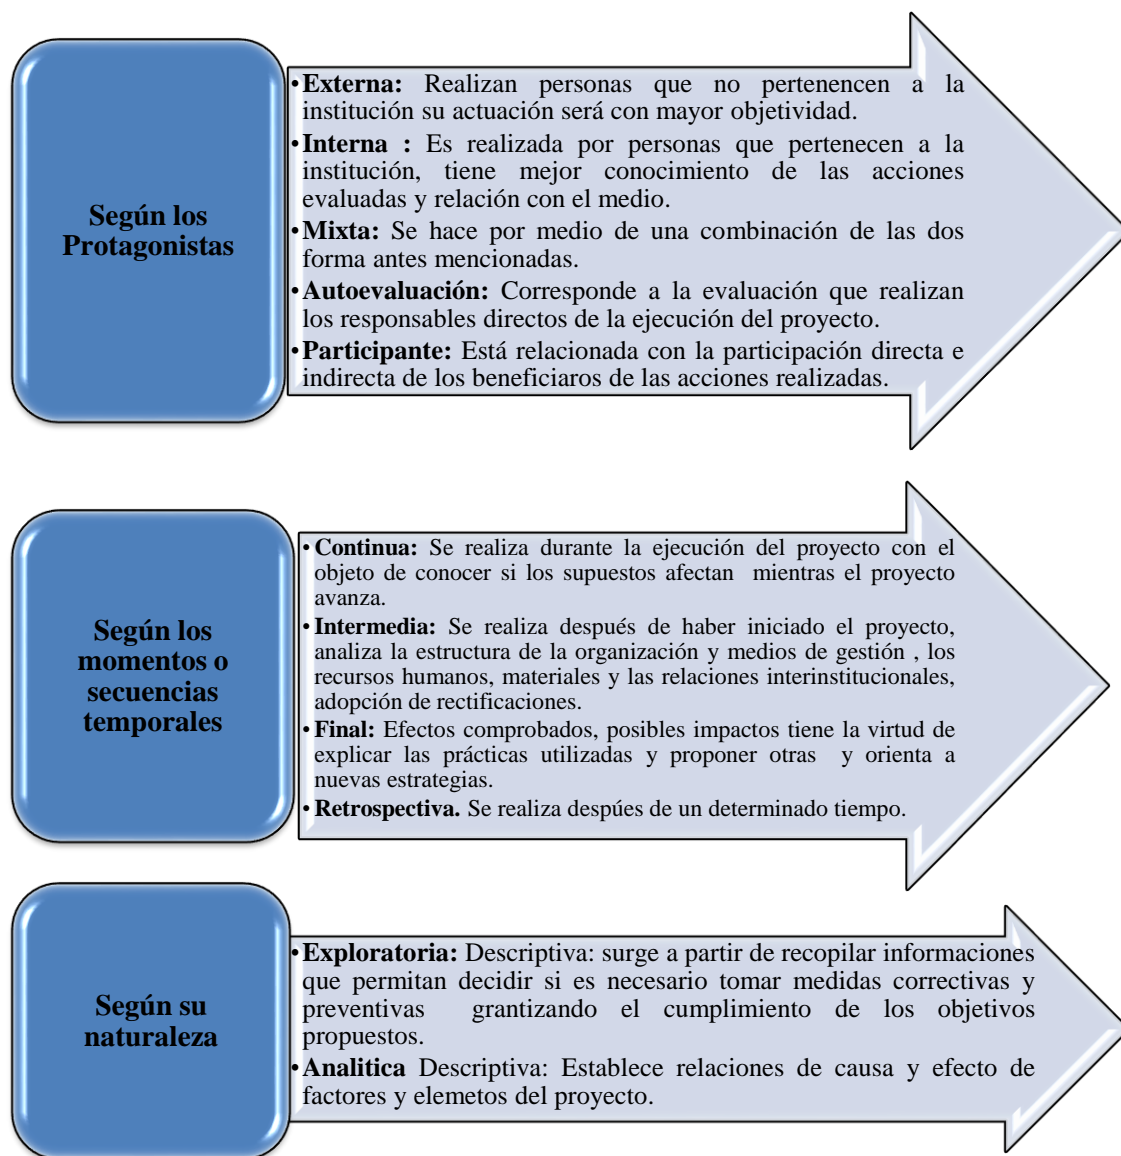 Según los
Protagonistas
•Externa: Realizan personas que no pertenencen a la
institución su actuación será con mayor objetividad.
•Interna : Es realizada por personas que pertenecen a la
institución, tiene mejor conocimiento de las acciones
evaluadas y relación con el medio.
•Mixta: Se hace por medio de una combinación de las dos
forma antes mencionadas.
•Autoevaluación: Corresponde a la evaluación que realizan
los responsables directos de la ejecución del proyecto.
•Participante: Está relacionada con la participación directa e
indirecta de los beneficiaros de las acciones realizadas.
Según los
momentos o
secuencias
temporales
•Continua: Se realiza durante la ejecución del proyecto con el
objeto de conocer si los supuestos afectan mientras el proyecto
avanza.
•Intermedia: Se realiza después de haber iniciado el proyecto,
analiza la estructura de la organización y medios de gestión , los
recursos humanos, materiales y las relaciones interinstitucionales,
adopción de rectificaciones.
•Final: Efectos comprobados, posibles impactos tiene la virtud de
explicar las prácticas utilizadas y proponer otras y orienta a
nuevas estrategias.
•Retrospectiva. Se realiza despúes de un determinado tiempo.
Según su
naturaleza
•Exploratoria: Descriptiva: surge a partir de recopilar informaciones
que permitan decidir si es necesario tomar medidas correctivas y
preventivas grantizando el cumplimiento de los objetivos
propuestos.
•Analitica Descriptiva: Establece relaciones de causa y efecto de
factores y elemetos del proyecto.